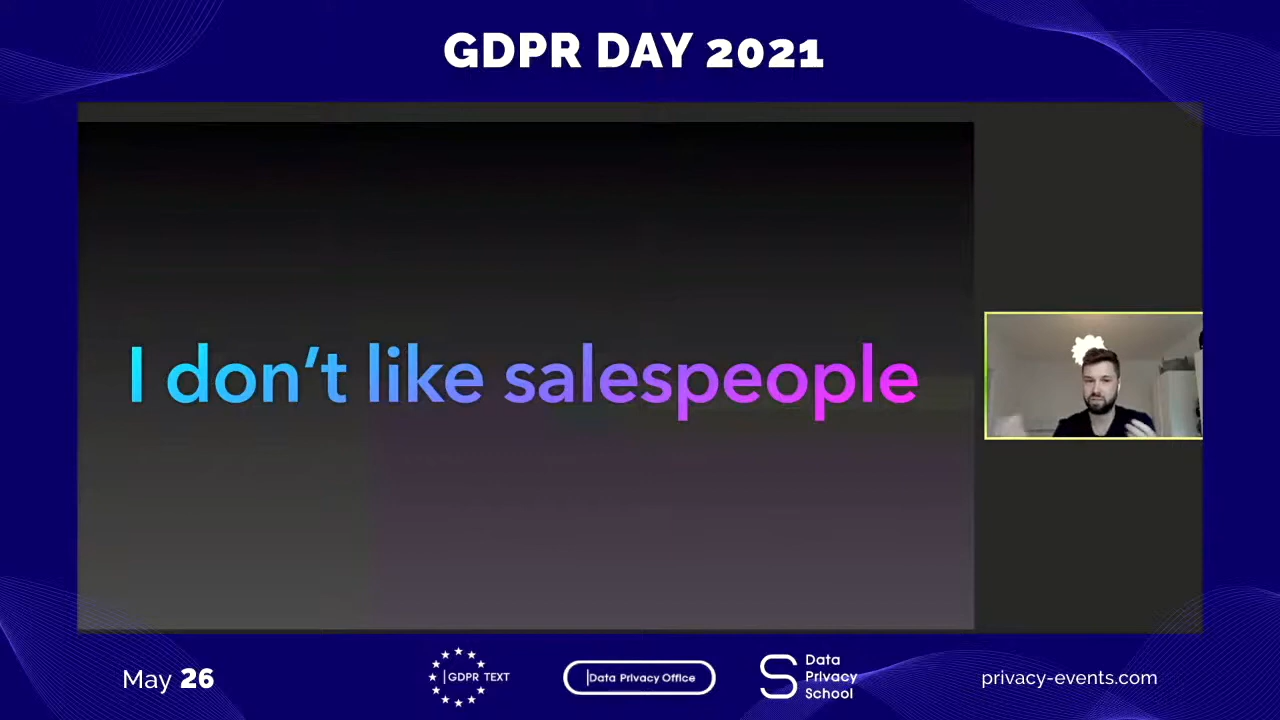 GDPR DAY 2021
I don’t like salespeople
May 26
GDPR TEXT
Data Privacy Office
Data
Privacy
School
privacy-events.com